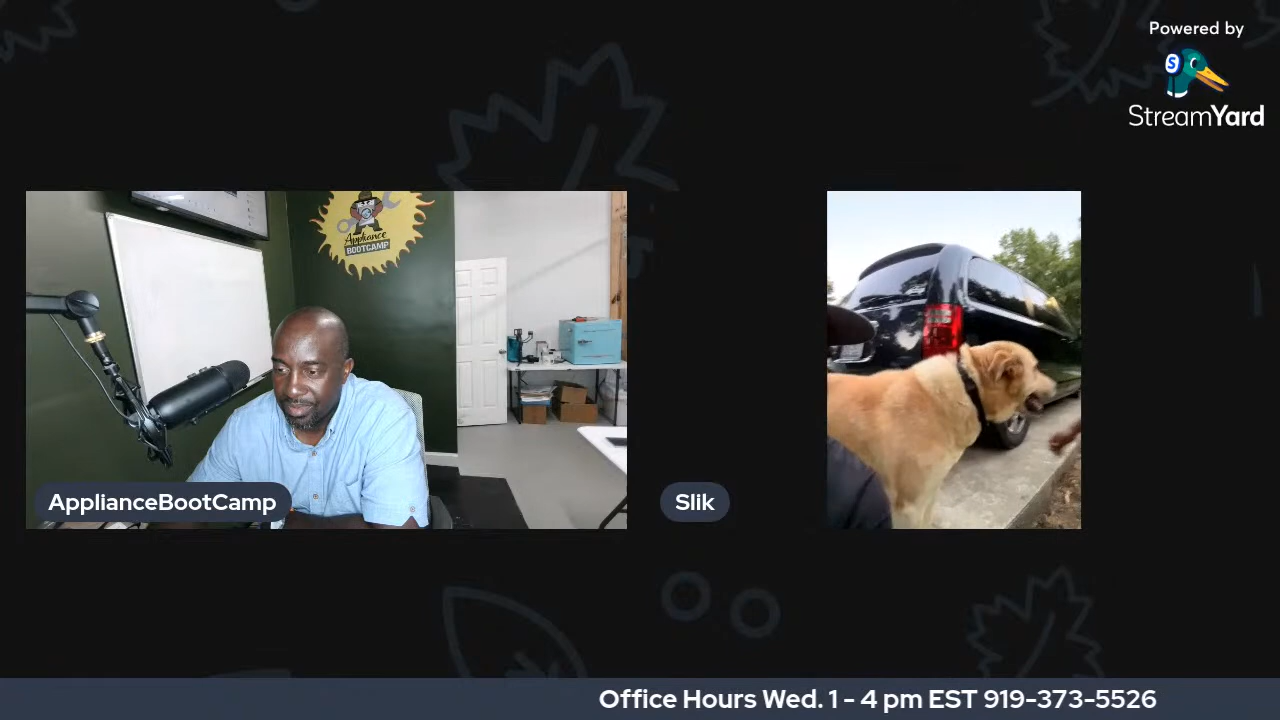 Powered by
S
StreamYard
Appliance
BOOTCAMP
ApplianceBootCamp
Slik
Office Hours Wed. 1 - 4 pm EST 919-373-5526